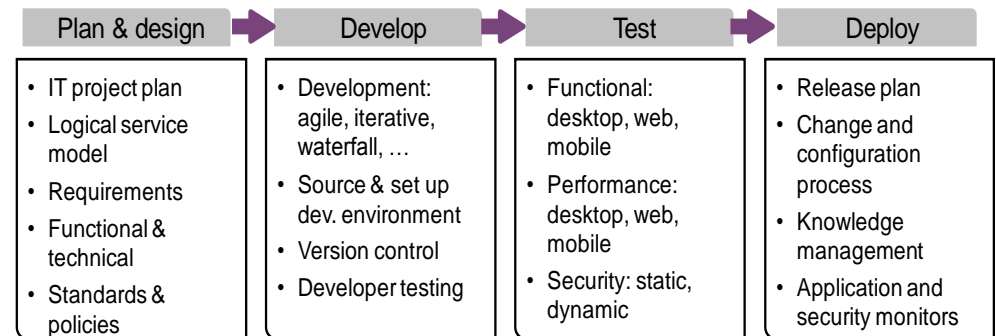 Plan & design
Develop
Test
Deploy
• IT project plan
• Logical service
model
• Requirements
• Functional &
technical
• Standards &
policies
• Development:
agile, iterative,
waterfall, …
• Source & set up
dev. environment
• Version control
• Developer testing
• Functional:
desktop, web,
mobile
• Performance:
desktop, web,
mobile
• Security: static,
dynamic
• Release plan
• Change and
configuration
process
• Knowledge
management
• Application and
security monitors